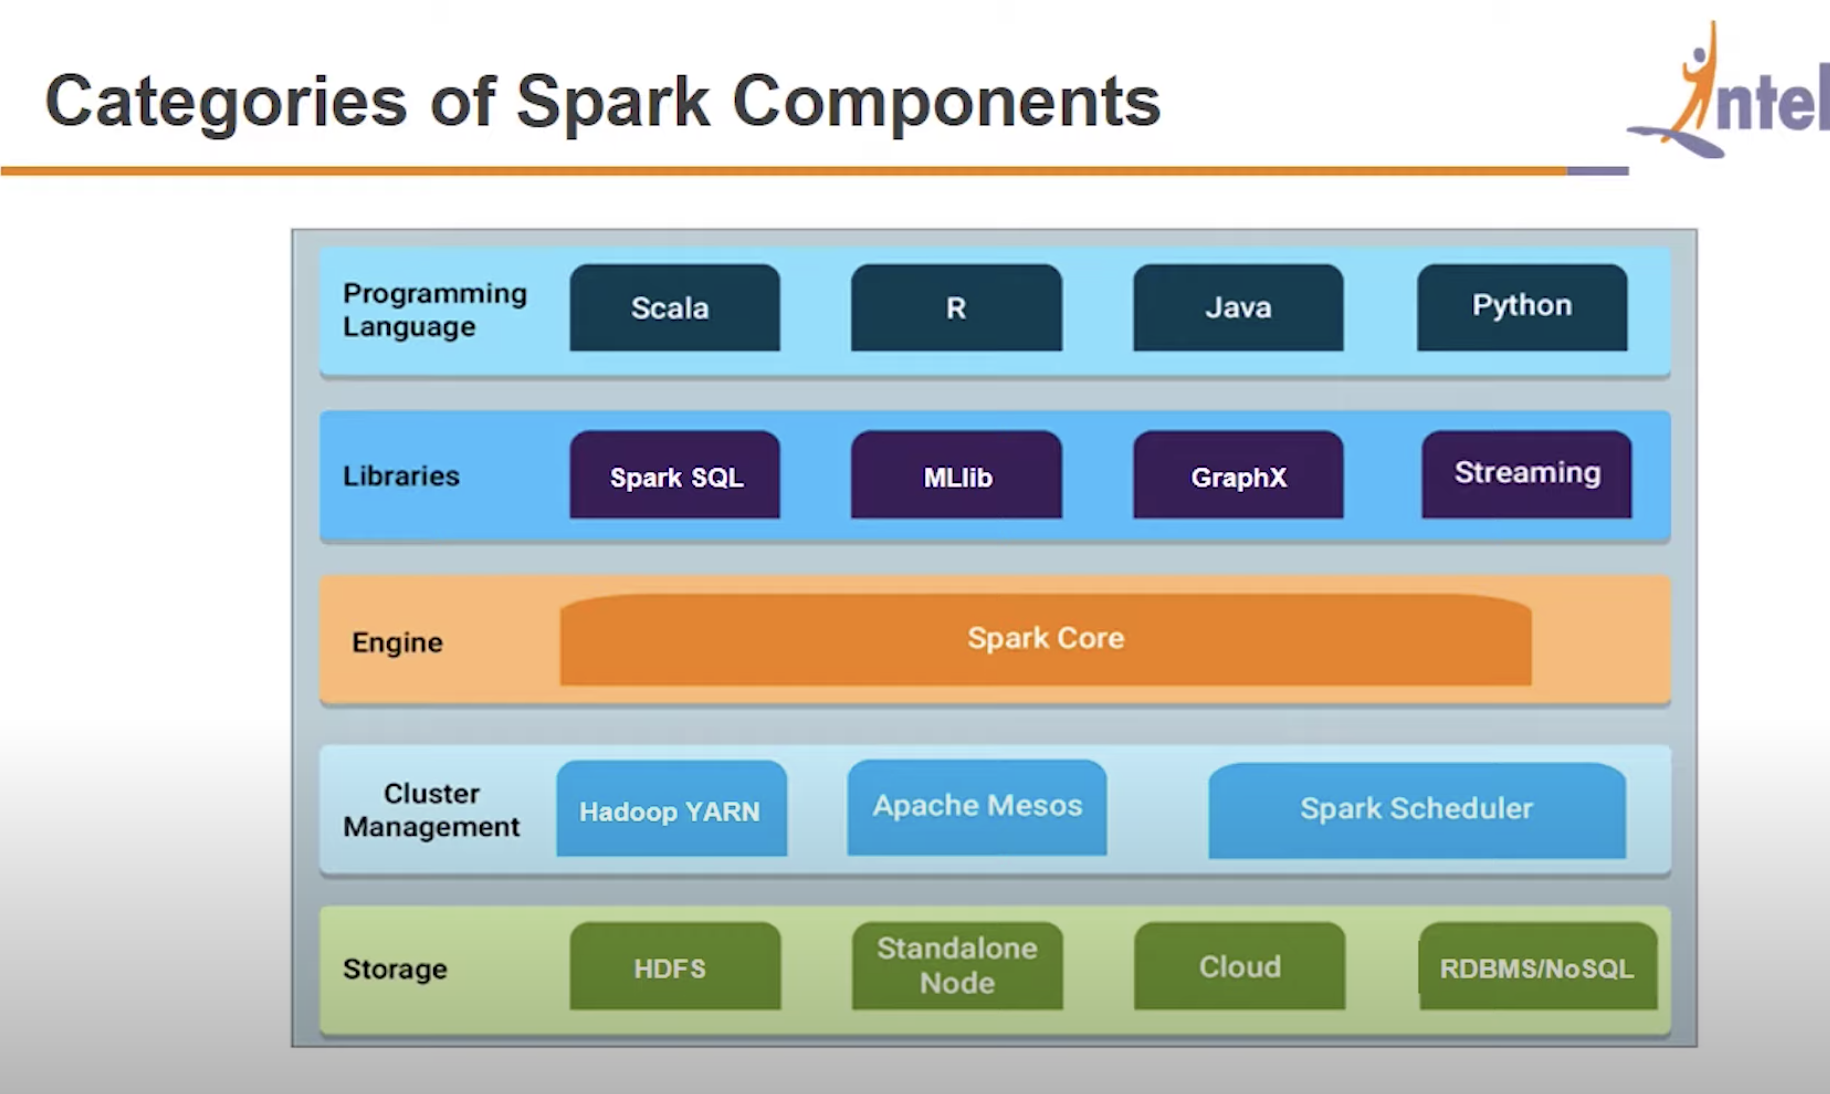 Categories of Spark Components
ntel
Programming
Language
Scala
R
Java
Python
Libraries
Spark SQL
MLlib
GraphX
Streaming
Engine
Spark Core
Cluster
Management
Hadoop YARN
Apache Mesos
Spark Scheduler
Storage
HDFS
Standalone
Node
Cloud
RDBMS/NoSQL